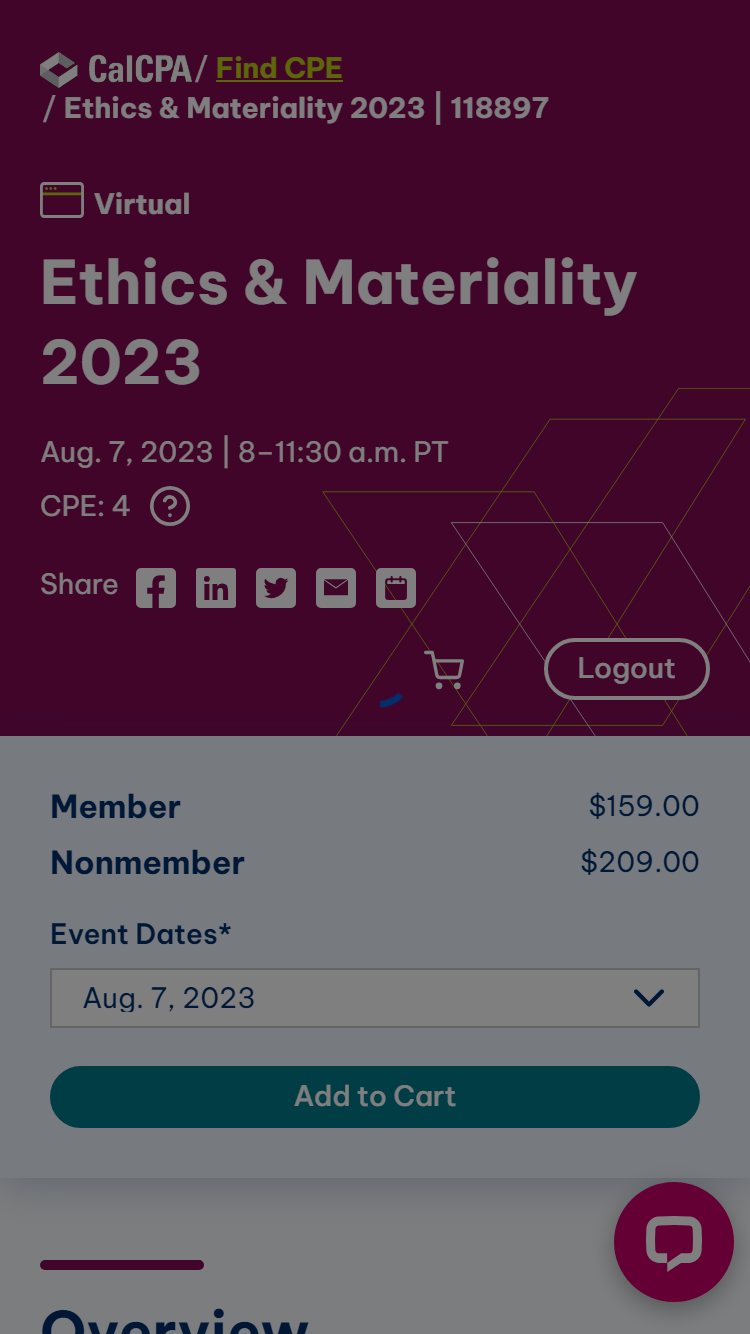 CalCPA / Find CPE
/ Ethics & Materiality 2023 | 118897
Virtual
Ethics & Materiality
2023
Aug. 7, 2023 | 8–11:30 a.m. PT
CPE: 4 ?
Share
Logout
Member $159.00
Nonmember $209.00
Event Dates*
Aug. 7, 2023
Add to Cart
Overview